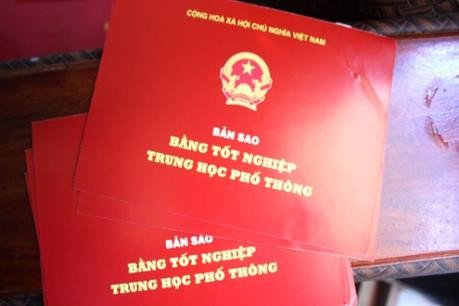 CỘNG HOÀ XÃ HỘI CHỦ NGHĨA VIỆT NAM
BẢN SAO
BẰNG TỐT NGHIỆP
TRUNG HỌC PHỔ THÔNG
BẢN SAO
BẰNG TỐT NGHIỆP
TRUNG HỌC PHỔ THÔNG